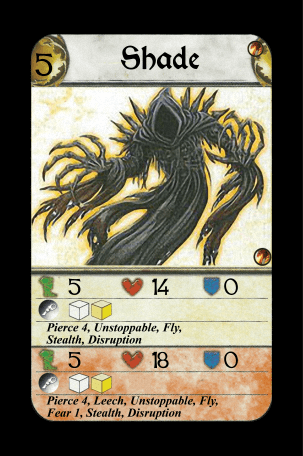 5 Shade
5 14 0
Pierce 4, Unstoppable, Fly,
Stealth, Disruption
5 18 0
Pierce 4, Leech, Unstoppable, Fly,
Fear 1, Stealth, Disruption